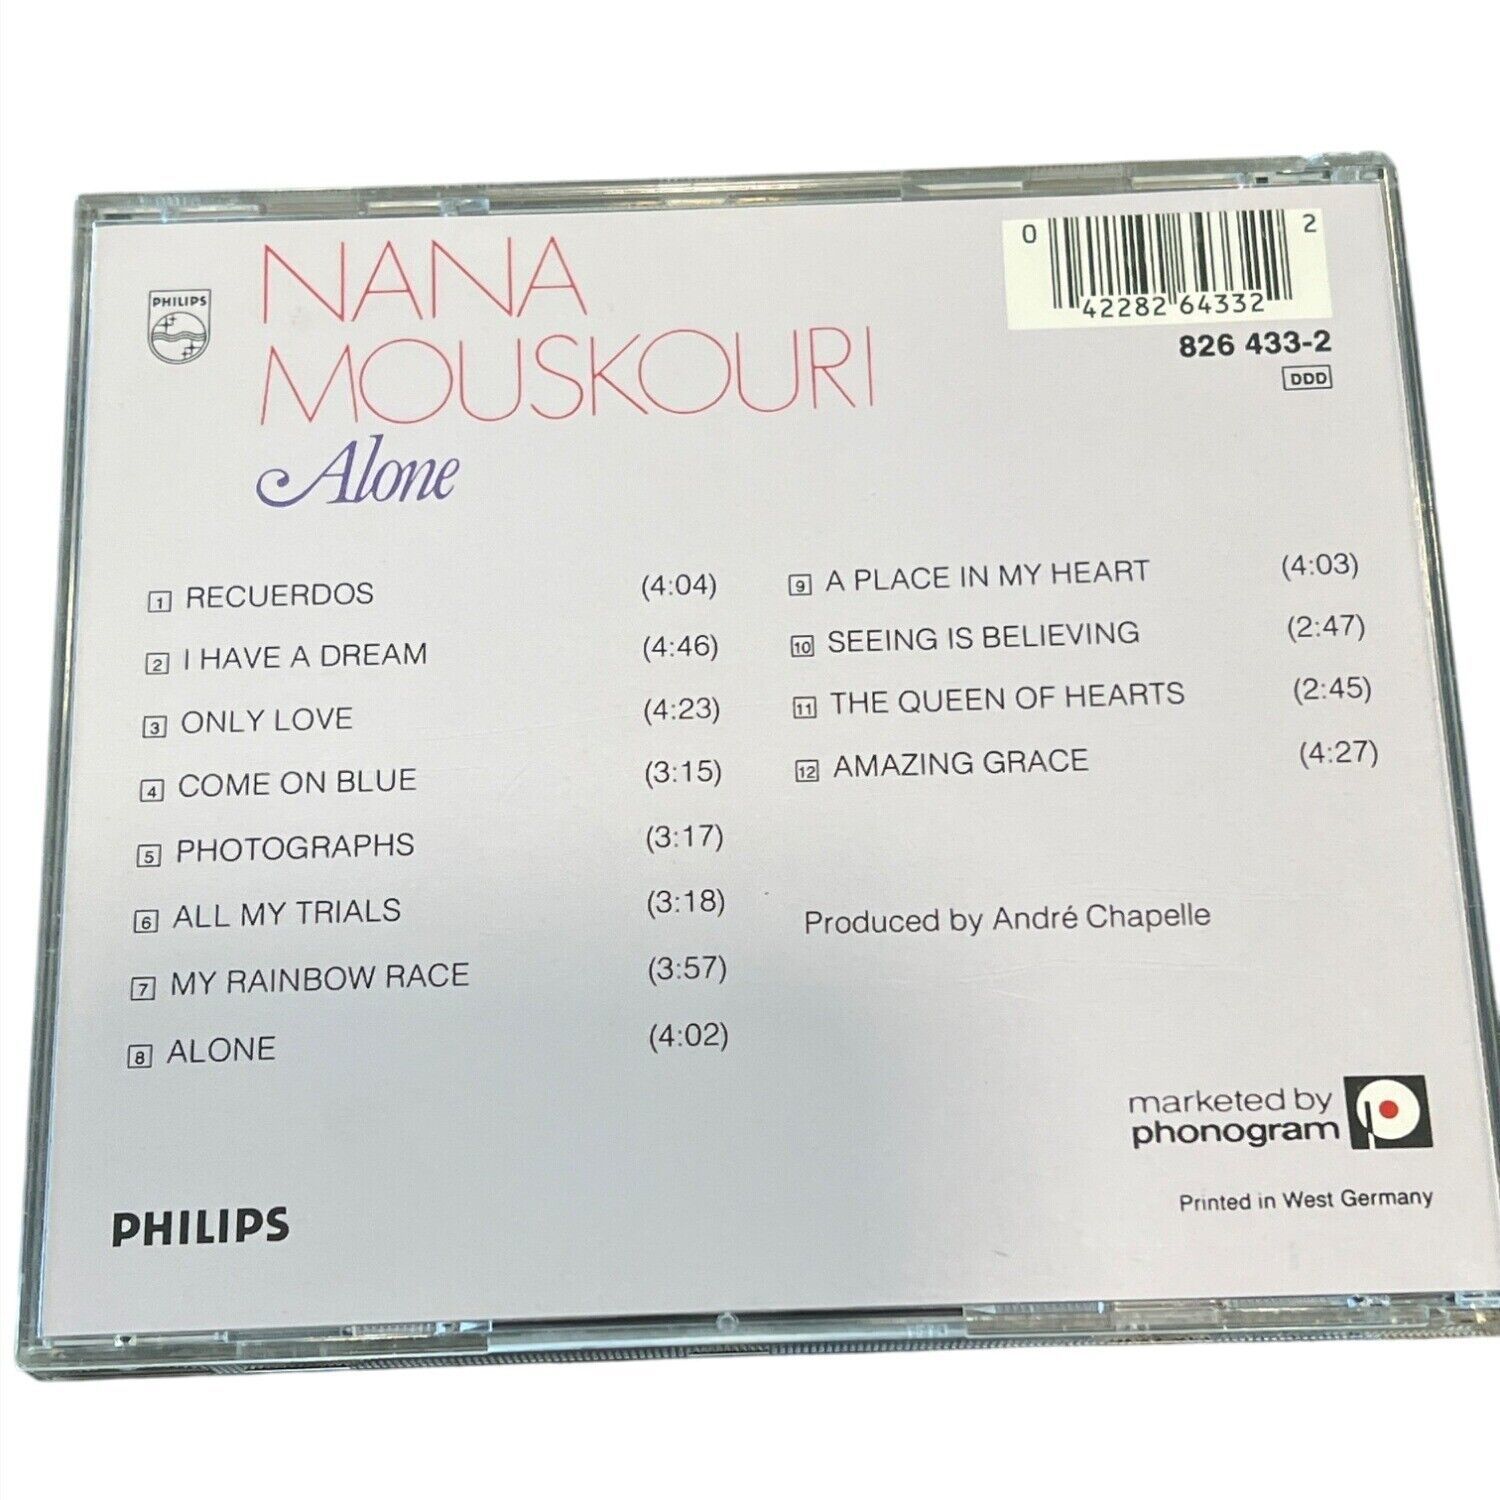 PHILIPS
NANA
MOUSKOURI
Alone
0 42282 64332 2
826 433-2
DDD
1 RECUERDOS (4:04)
2 I HAVE A DREAM (4:46)
3 ONLY LOVE (4:23)
4 COME ON BLUE (3:15)
5 PHOTOGRAPHS (3:17)
6 ALL MY TRIALS (3:18)
7 MY RAINBOW RACE (3:57)
8 ALONE (4:02)
9 A PLACE IN MY HEART (4:03)
10 SEEING IS BELIEVING (2:47)
11 THE QUEEN OF HEARTS (2:45)
12 AMAZING GRACE (4:27)
Produced by André Chapelle
marketed by
phonogram
Printed in West Germany
PHILIPS